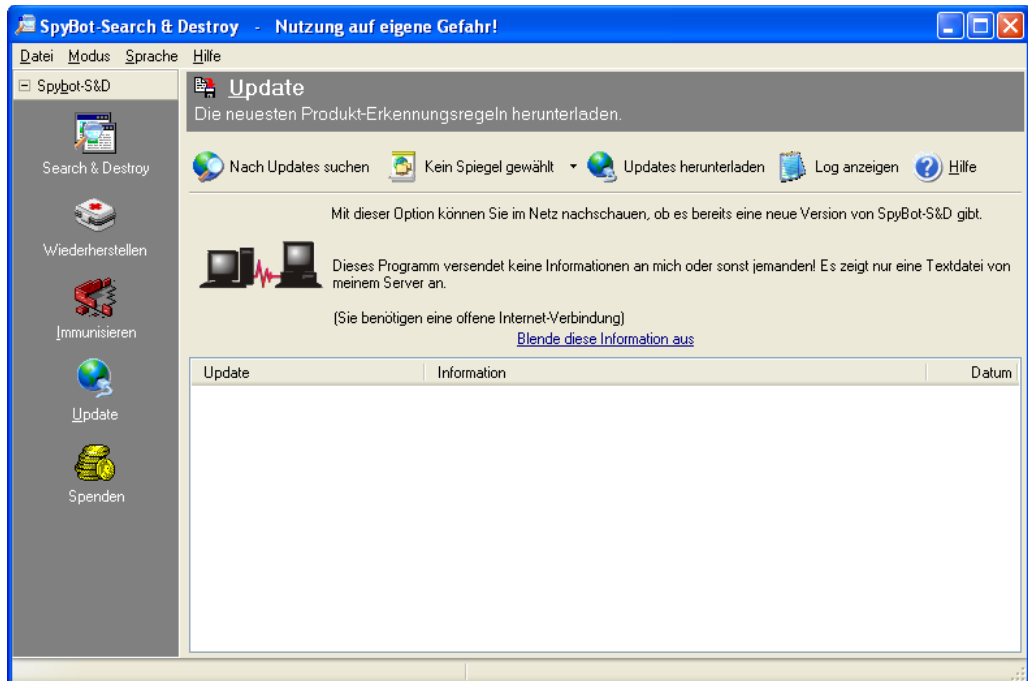 SpyBot-Search & Destroy - Nutzung auf eigene Gefahr!
Datei Modus Sprache Hilfe
Spybot-S&D
Search & Destroy
Wiederherstellen
Immunisieren
Update
Spenden
Update
Die neuesten Produkt-Erkennungsregeln herunterladen.
Nach Updates suchen Kein Spiegel gewählt Updates herunterladen Log anzeigen Hilfe
Mit dieser Option können Sie im Netz nachschauen, ob es bereits eine neue Version von SpyBot-S&D gibt.
Dieses Programm versendet keine Informationen an mich oder sonst jemanden! Es zeigt nur eine Textdatei von
meinem Server an.
(Sie benötigen eine offene Internet-Verbindung)
Blende diese Information aus
Update Information Datum